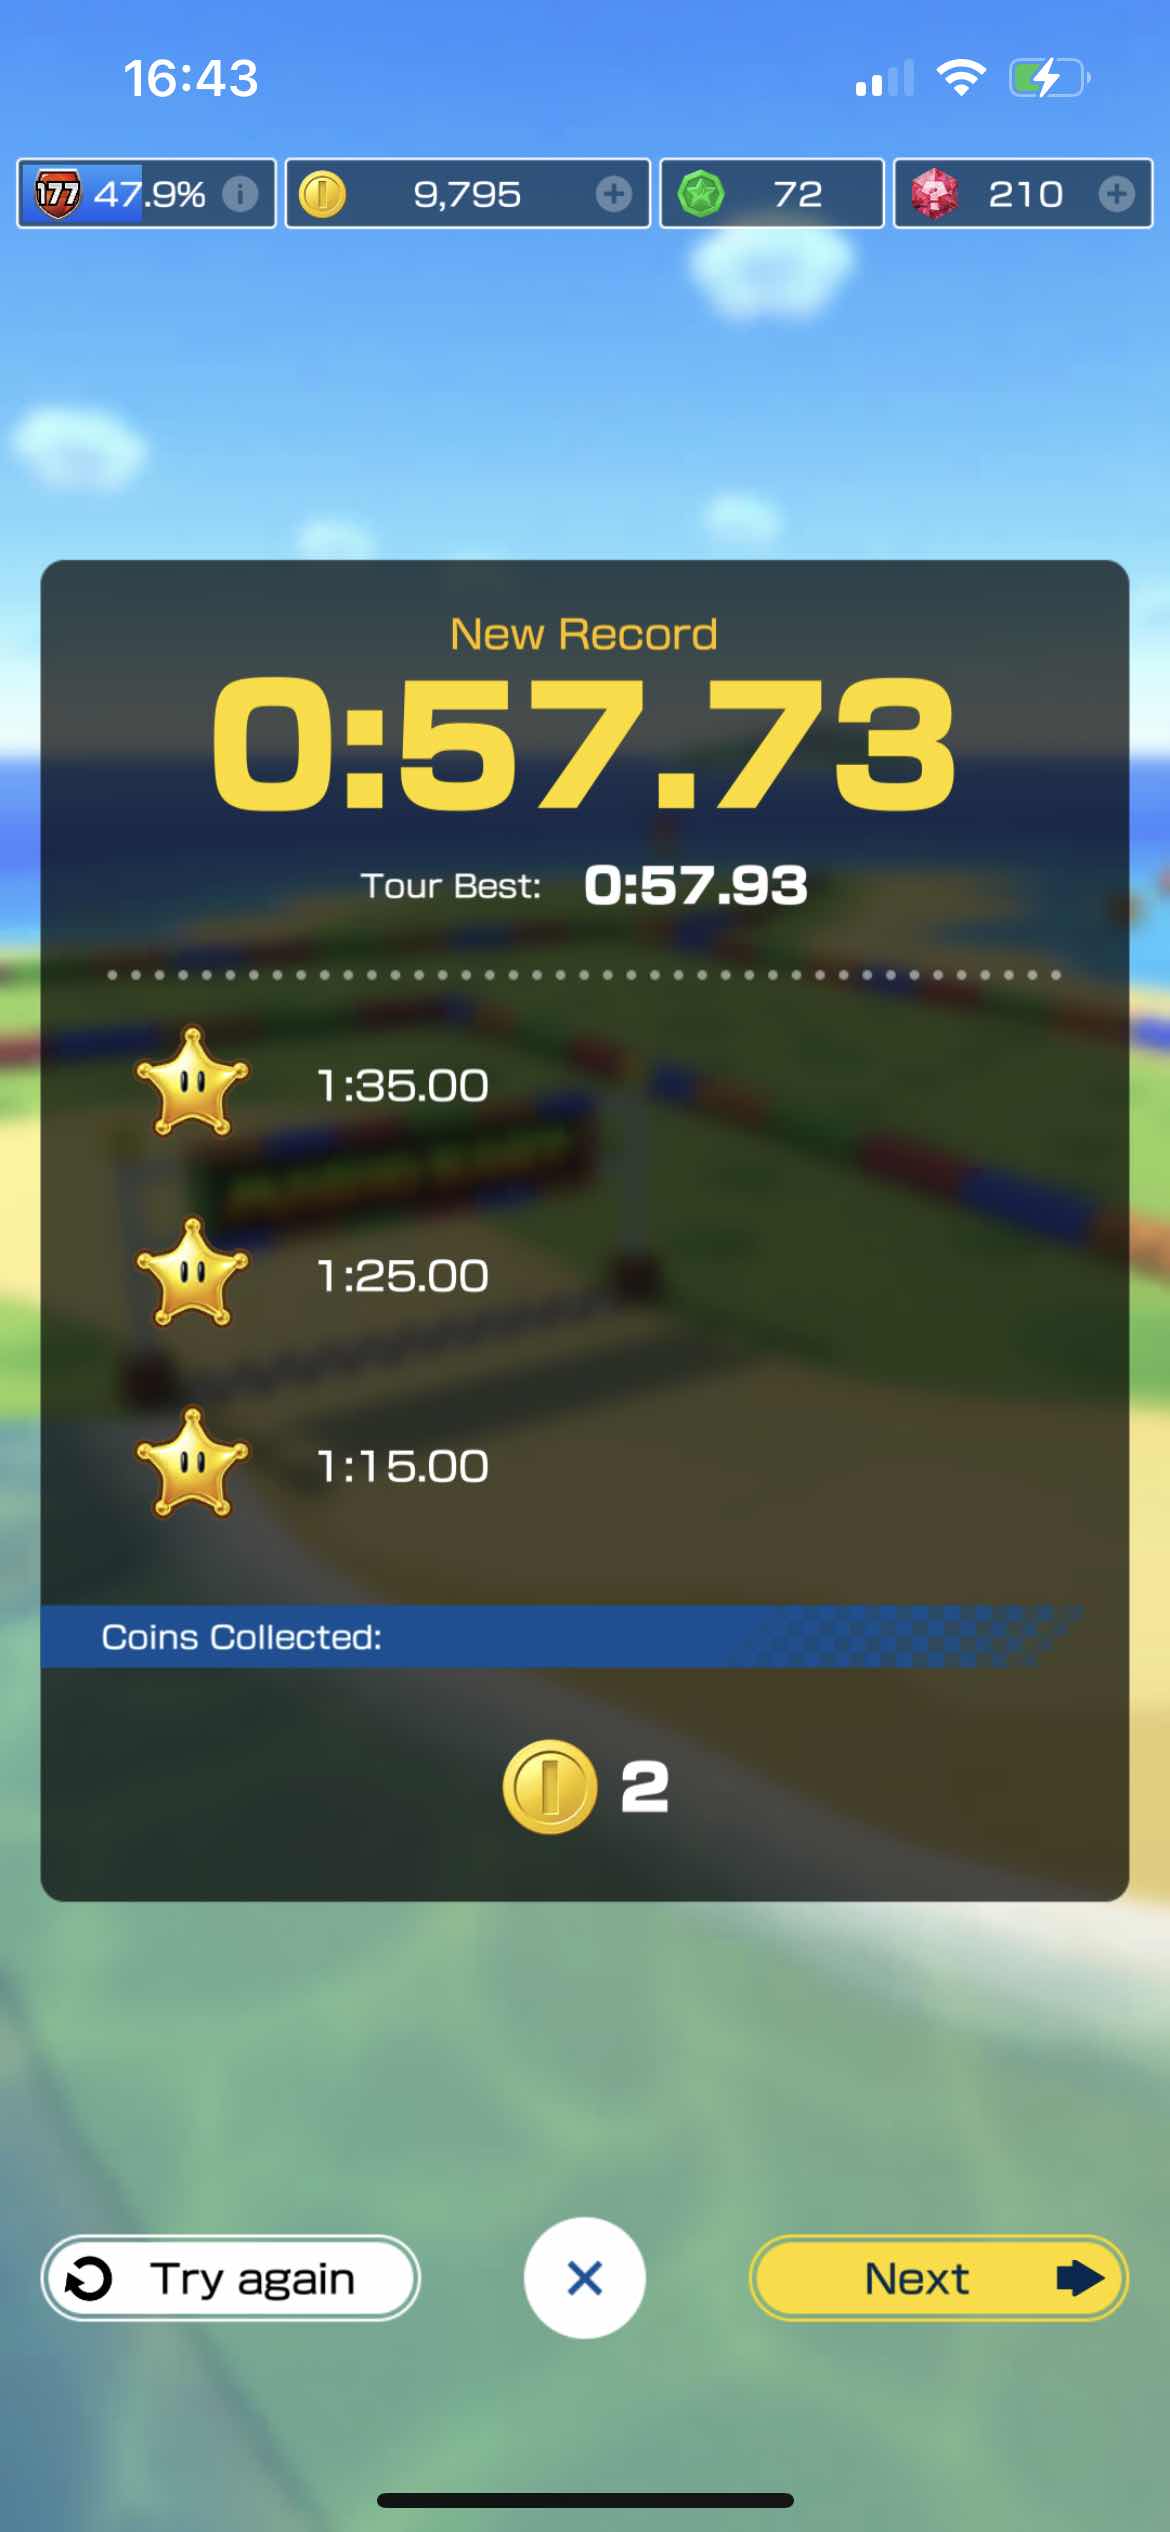 16:43
177 47.9% i 9,795 + 72 ? 210 +
New Record
0:57.73
Tour Best: 0:57.93
1:35.00
1:25.00
1:15.00
Coins Collected:
2
Try again × Next